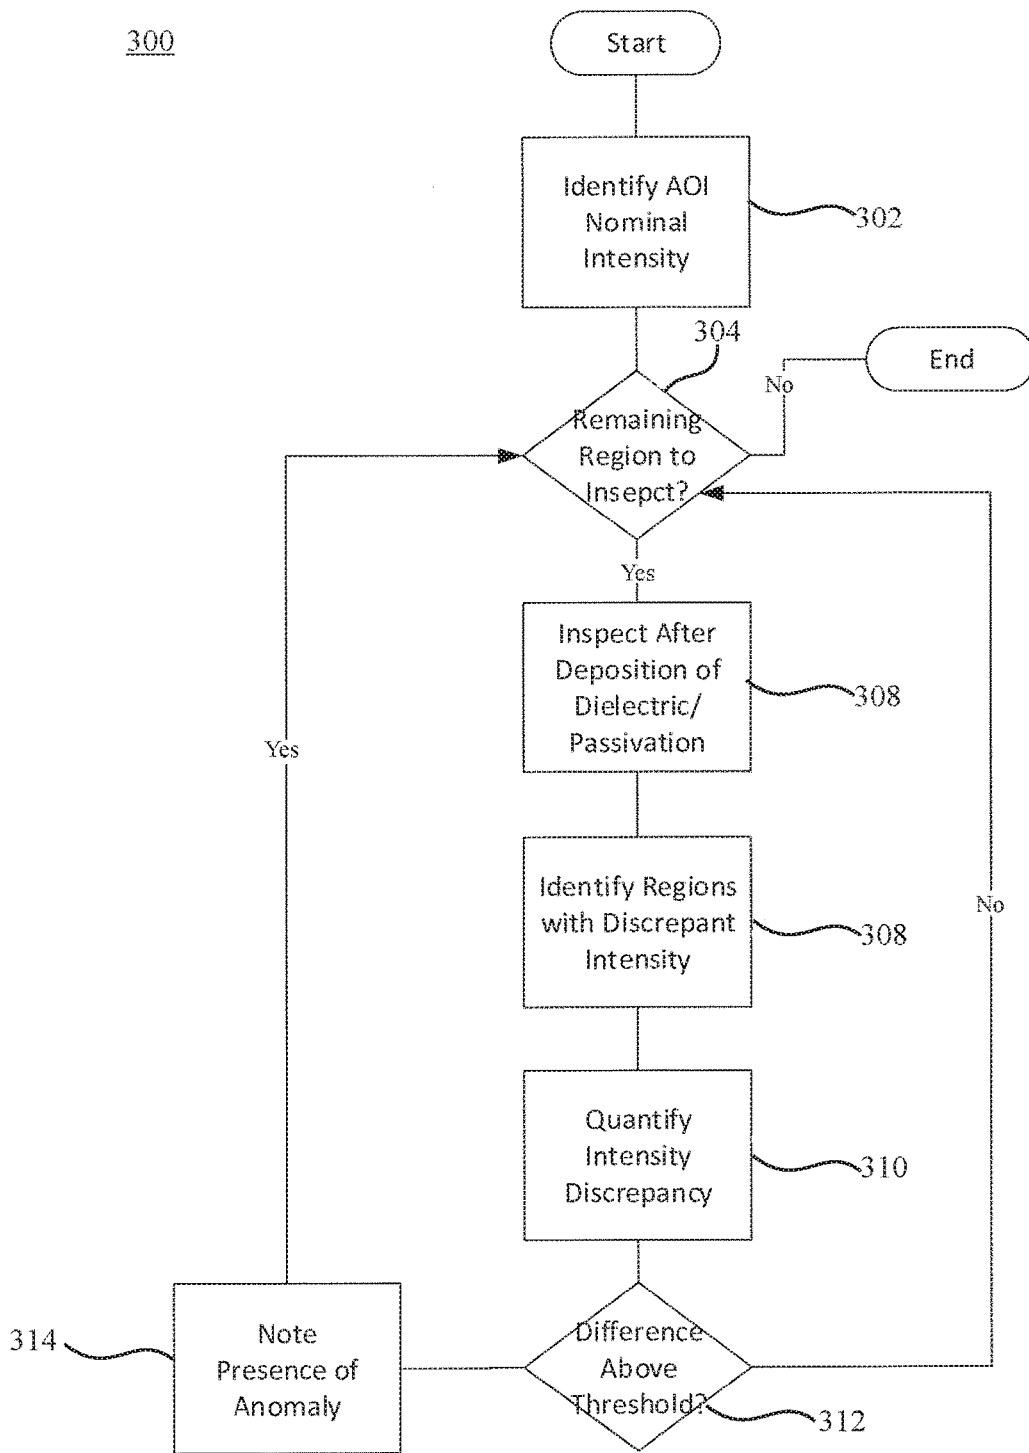 300
Start
Identify AOI
Nominal
Intensity
302
304
Remaining
Region to
Insepct?
No
End
Yes
Inspect After
Deposition of
Dielectric/
Passivation
308
Yes
Identify Regions
with Discrepant
Intensity
308
No
Quantify
Intensity
Discrepancy
310
314
Note
Presence of
Anomaly
Difference
Above
Threshold?
312